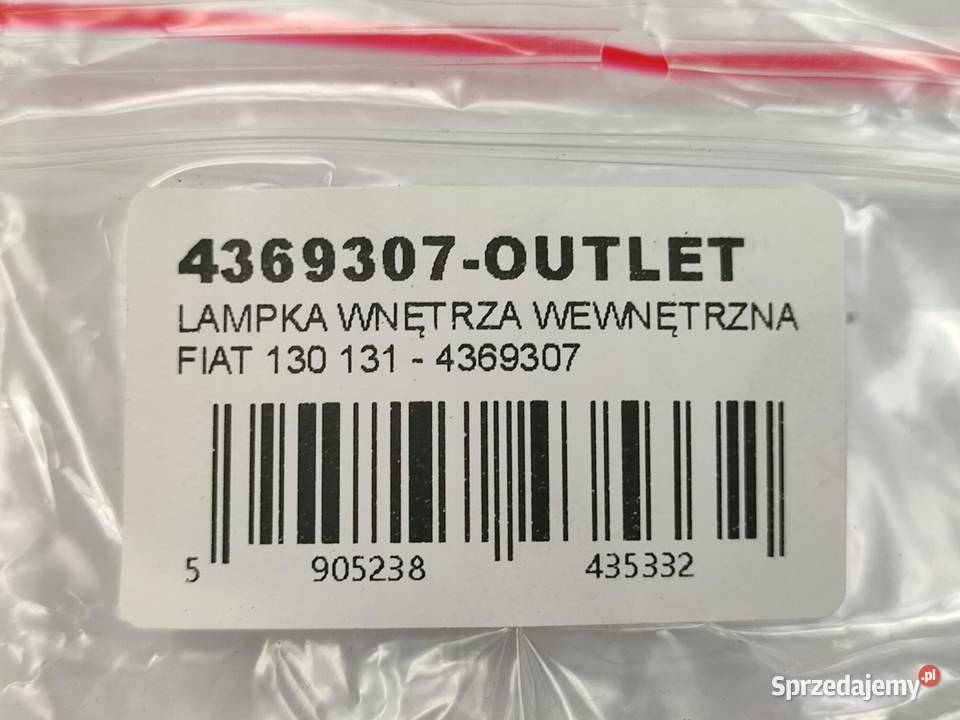 4369307-OUTLET
LAMPKA WNĘTRZA WEWNĘTRZNA
FIAT 130 131 - 4369307
5 905238 435332
Sprzedajemy.pl